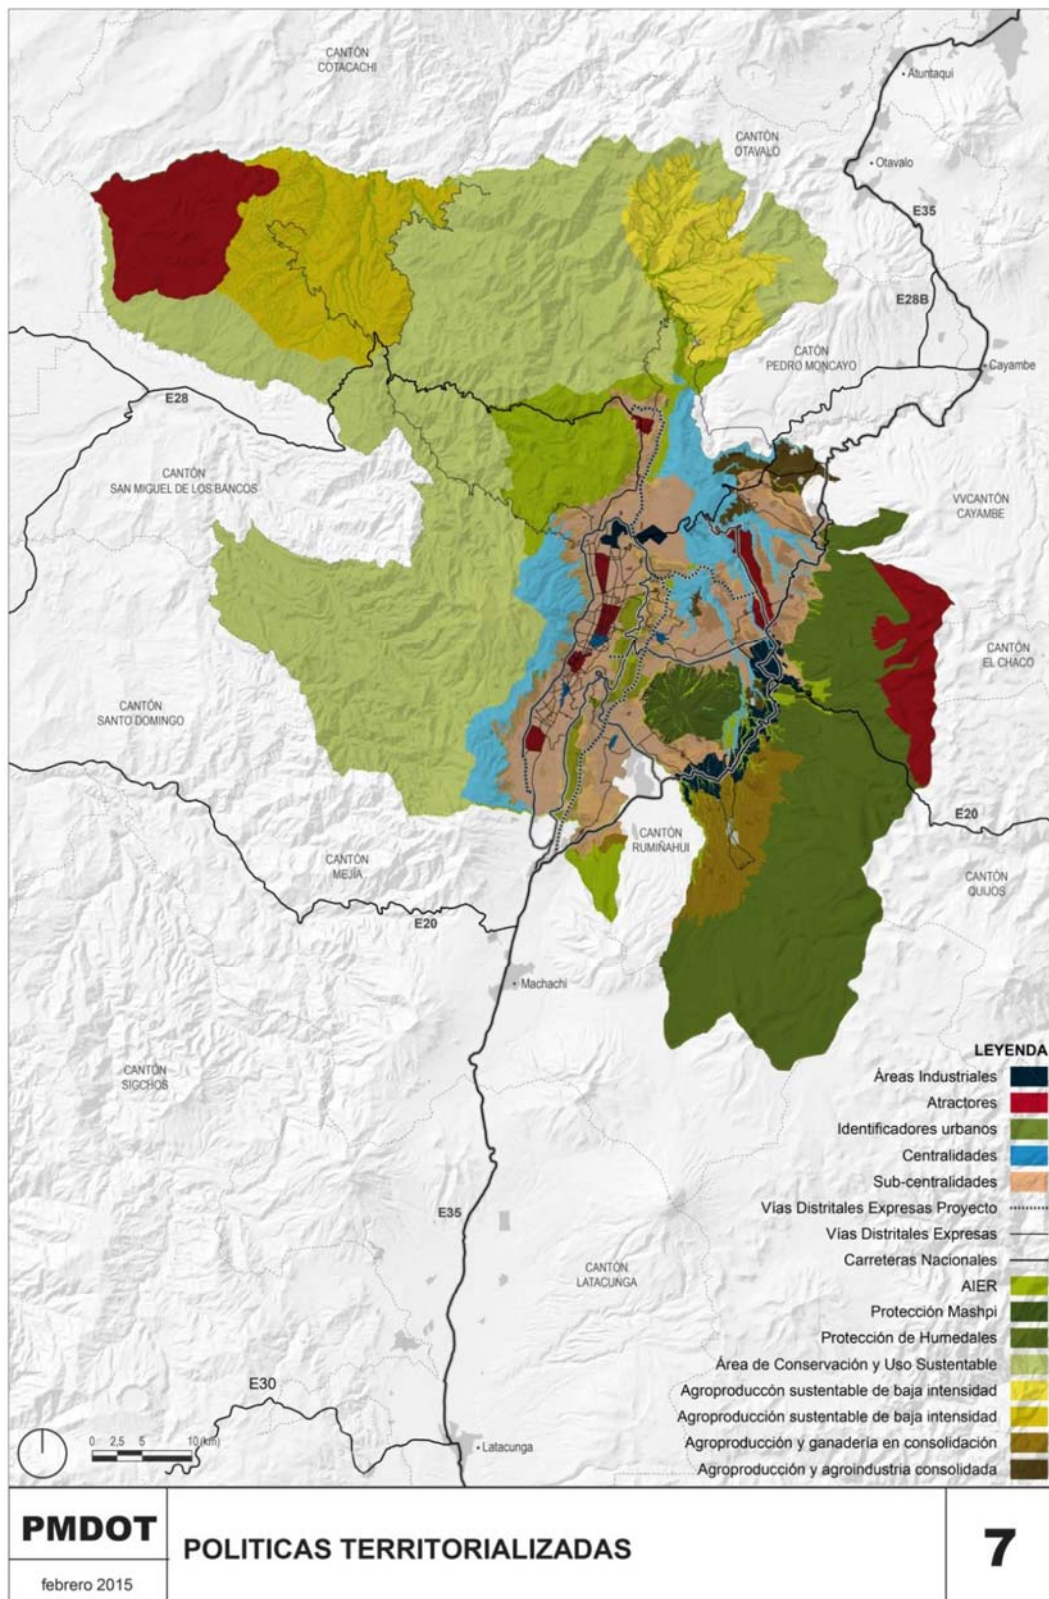 CANTÓN
COTACACHI
Atuntaqui
CANTÓN
OTAVALO
Otavalo
E35
E28B
CATÓN
PEDRO MONCAYO
Cayambe
E28
CANTÓN
SAN MIGUEL DE LOS BANCOS
VVCANTÓN
CAYAMBE
CANTÓN
EL CHACO
CANTÓN
SANTO DOMINGO
E20
CANTÓN
RUMIÑAHUI
CANTÓN
MEJÍA
CANTÓN
QUIJOS
E20
Machachi
CANTÓN
SIGCHOS
E35
CANTÓN
LATACUNGA
LEYENDA
Áreas Industriales
Atractores
Identificadores urbanos
Centralidades
Sub-centralidades
Vías Distritales Expresas Proyecto
Vías Distritales Expresas
Carreteras Nacionales
AIER
Protección Mashpi
Protección de Humedales
Área de Conservación y Uso Sustentable
Agroproduccón sustentable de baja intensidad
Agroproducción sustentable de baja intensidad
Agroproducción y ganadería en consolidación
Agroproducción y agroindustria consolidada
E30
0 2,5 5 10 (km)
Latacunga
PMDOT
febrero 2015
POLITICAS TERRITORIALIZADAS
7